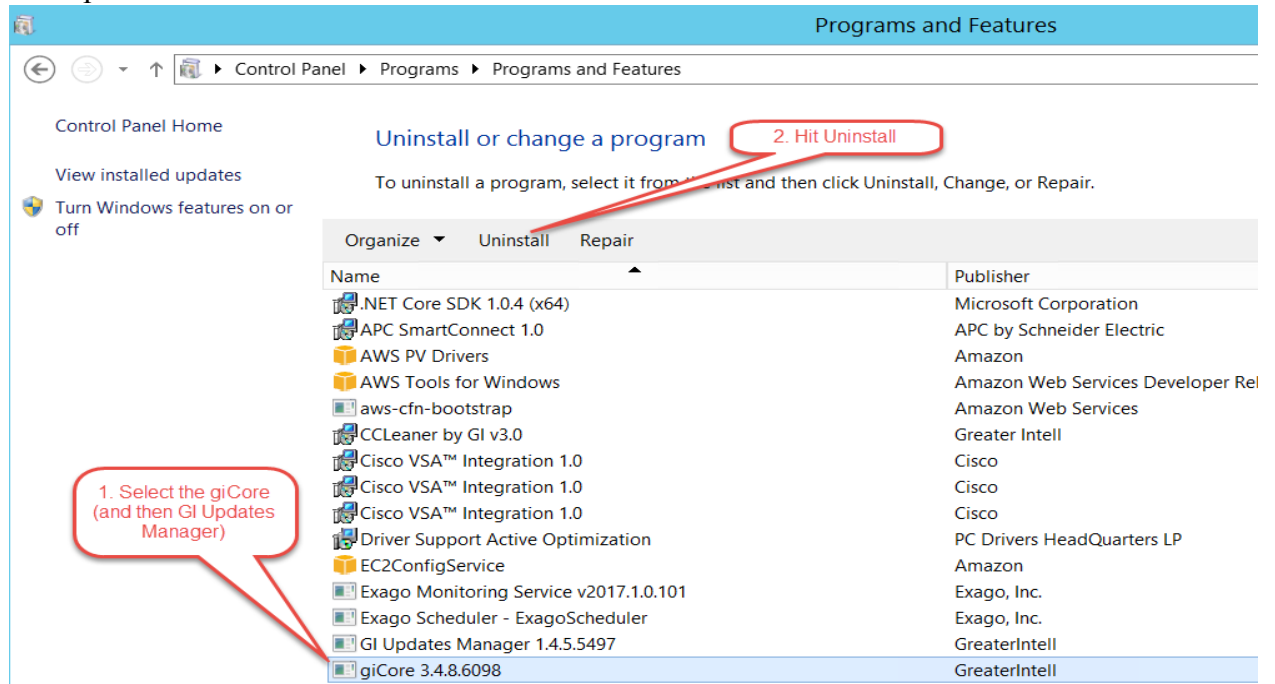 Programs and Features
Control Panel ▸ Programs ▸ Programs and Features
Control Panel Home
View installed updates
Turn Windows features on or
off
Uninstall or change a program
2. Hit Uninstall
To uninstall a program, select it from the list and then click Uninstall, Change, or Repair.
Organize Uninstall Repair
Name Publisher
.NET Core SDK 1.0.4 (x64) Microsoft Corporation
APC SmartConnect 1.0 APC by Schneider Electric
AWS PV Drivers Amazon
AWS Tools for Windows Amazon Web Services Developer Rel
aws-cfn-bootstrap Amazon Web Services
CCLeaner by GI v3.0 Greater Intell
Cisco VSA™ Integration 1.0 Cisco
Cisco VSA™ Integration 1.0 Cisco
Cisco VSA™ Integration 1.0 Cisco
Driver Support Active Optimization PC Drivers HeadQuarters LP
EC2ConfigService Amazon
Exago Monitoring Service v2017.1.0.101 Exago, Inc.
Exago Scheduler - ExagoScheduler Exago, Inc.
GI Updates Manager 1.4.5.5497 GreaterIntell
giCore 3.4.8.6098 GreaterIntell
1. Select the giCore
(and then GI Updates
Manager)